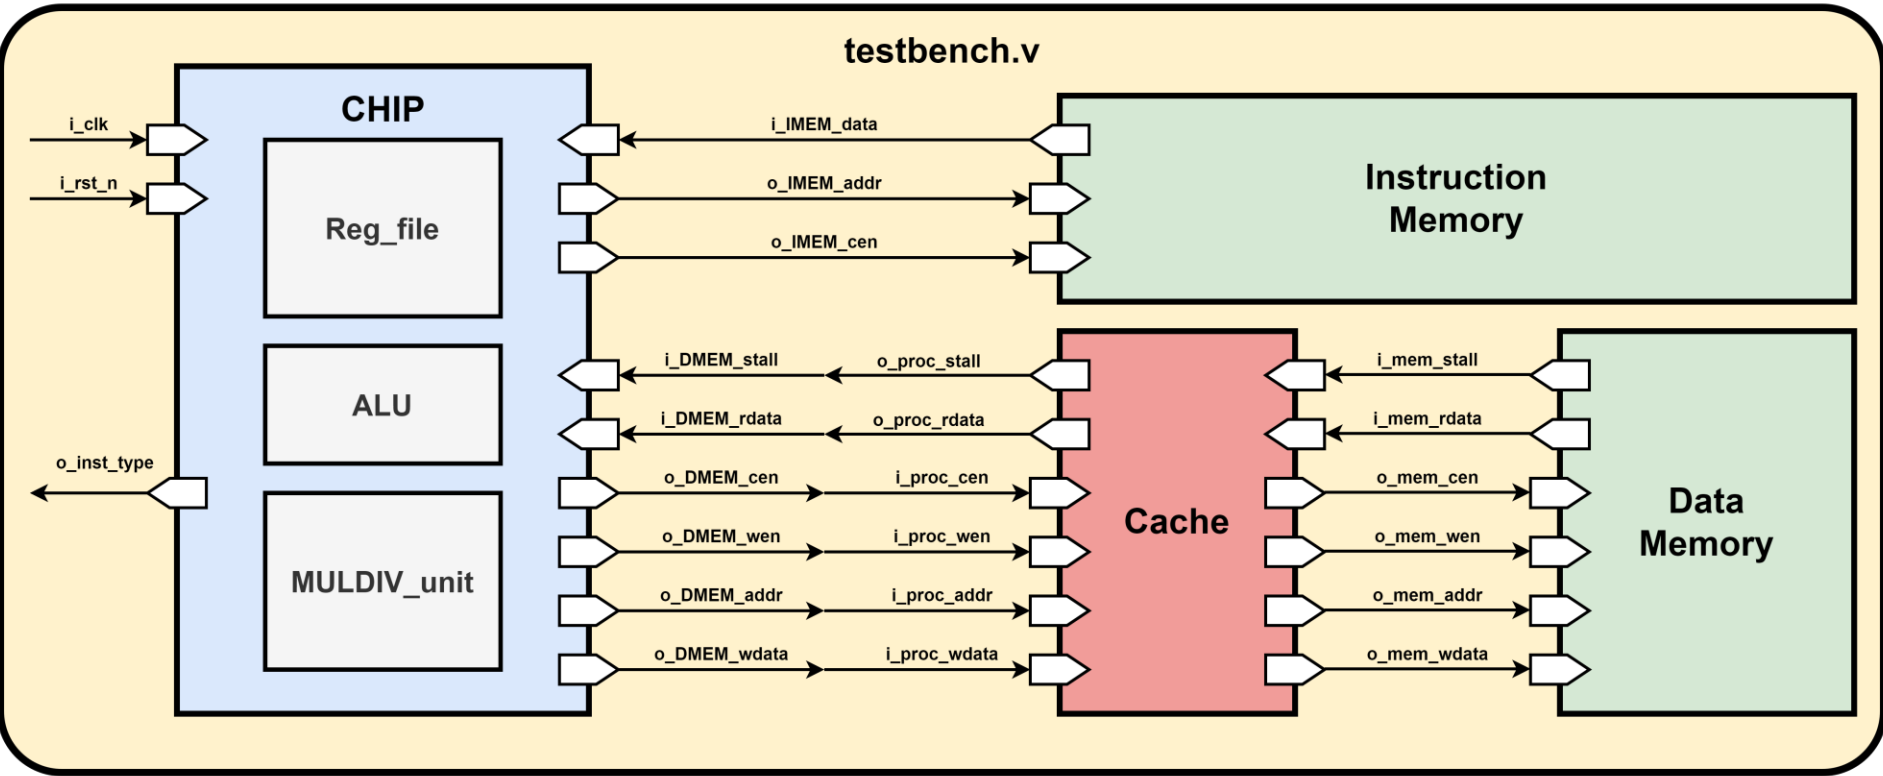 testbench.v
CHIP
i_clk
i_rst_n
Reg_file
ALU
MULDIV_unit
o_inst_type
i_IMEM_data
o_IMEM_addr
o_IMEM_cen
Instruction
Memory
i_DMEM_stall
o_proc_stall
i_DMEM_rdata
o_proc_rdata
o_DMEM_cen
i_proc_cen
o_DMEM_wen
i_proc_wen
o_DMEM_addr
i_proc_addr
o_DMEM_wdata
i_proc_wdata
Cache
i_mem_stall
i_mem_rdata
o_mem_cen
o_mem_wen
o_mem_addr
o_mem_wdata
Data
Memory